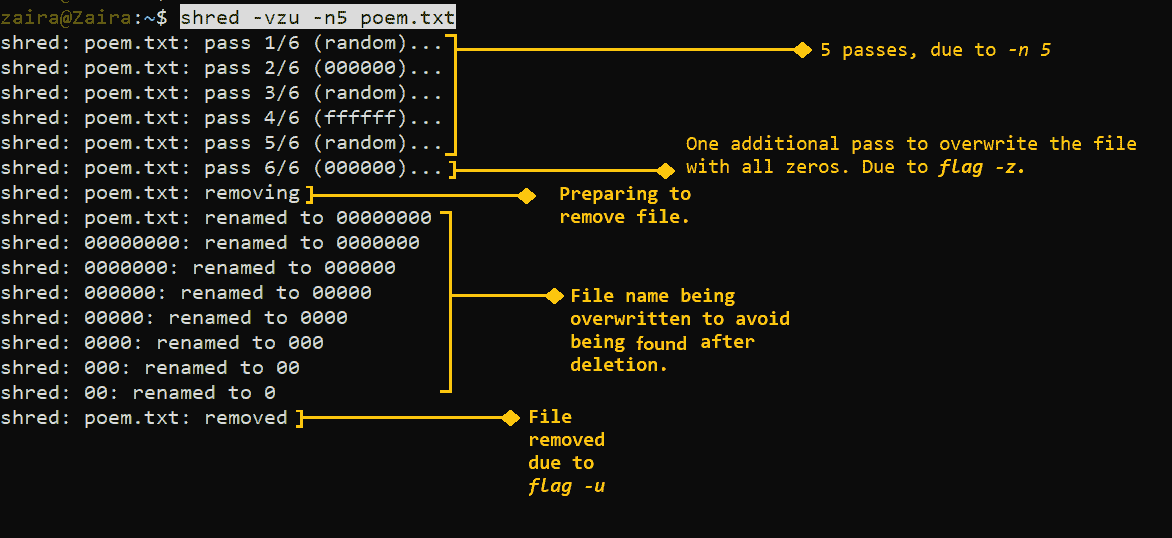 zaira@Zaira:~$ shred -vzu -n5 poem.txt
shred: poem.txt: pass 1/6 (random)...
5 passes, due to -n 5
shred: poem.txt: pass 2/6 (000000)...
shred: poem.txt: pass 3/6 (random)...
shred: poem.txt: pass 4/6 (ffffff)...
shred: poem.txt: pass 5/6 (random)...
shred: poem.txt: pass 6/6 (000000)...
One additional pass to overwrite the file
with all zeros. Due to flag -z.
shred: poem.txt: removing
Preparing to
remove file.
shred: poem.txt: renamed to 00000000
shred: 00000000: renamed to 0000000
shred: 0000000: renamed to 000000
shred: 000000: renamed to 00000
shred: 00000: renamed to 0000
shred: 0000: renamed to 000
shred: 000: renamed to 00
shred: 00: renamed to 0
File name being
overwritten to avoid
being found after
deletion.
shred: poem.txt: removed
File
removed
due to
flag -u